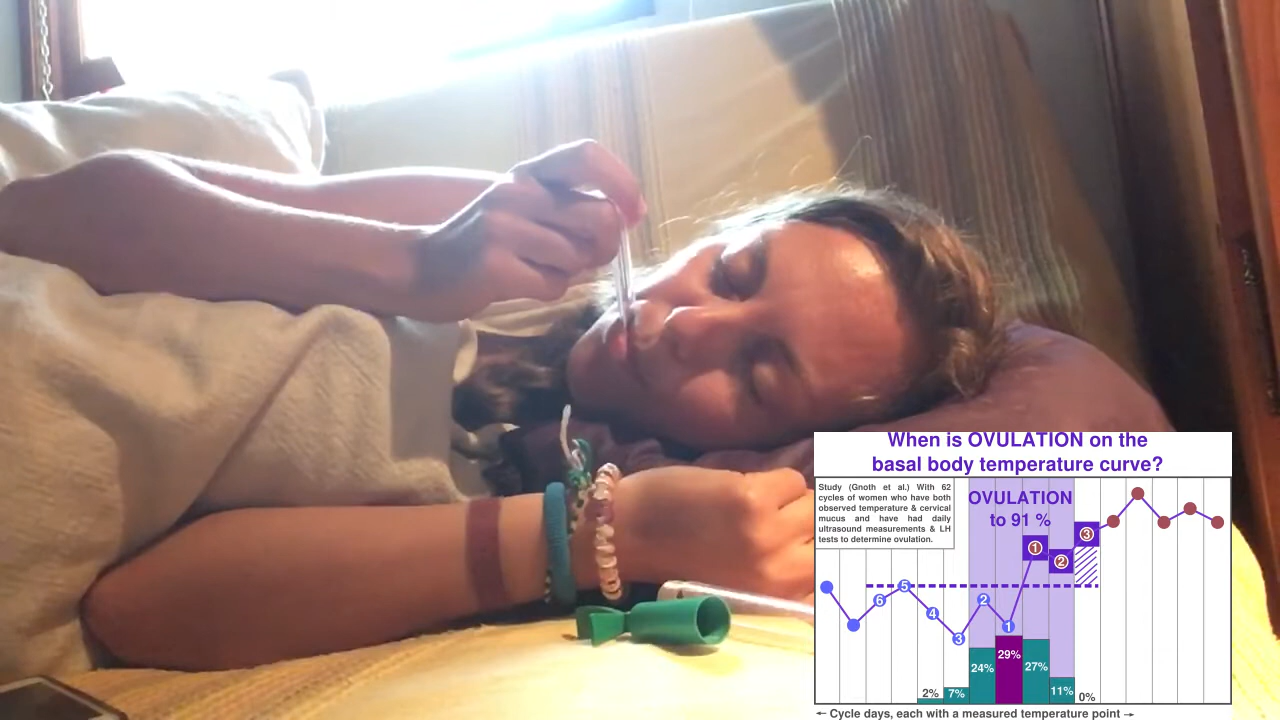 When is OVULATION on the
basal body temperature curve?
Study (Gnoth et al.) With 62
cycles of women who have both
observed temperature & cervical
mucus and have had daily
ultrasound measurements & LH
tests to determine ovulation.
OVULATION
to 91 %
1
2
3
6
5
4
3
2
1
2%
7%
24%
29%
27%
11%
0%
← Cycle days, each with a measured temperature point →